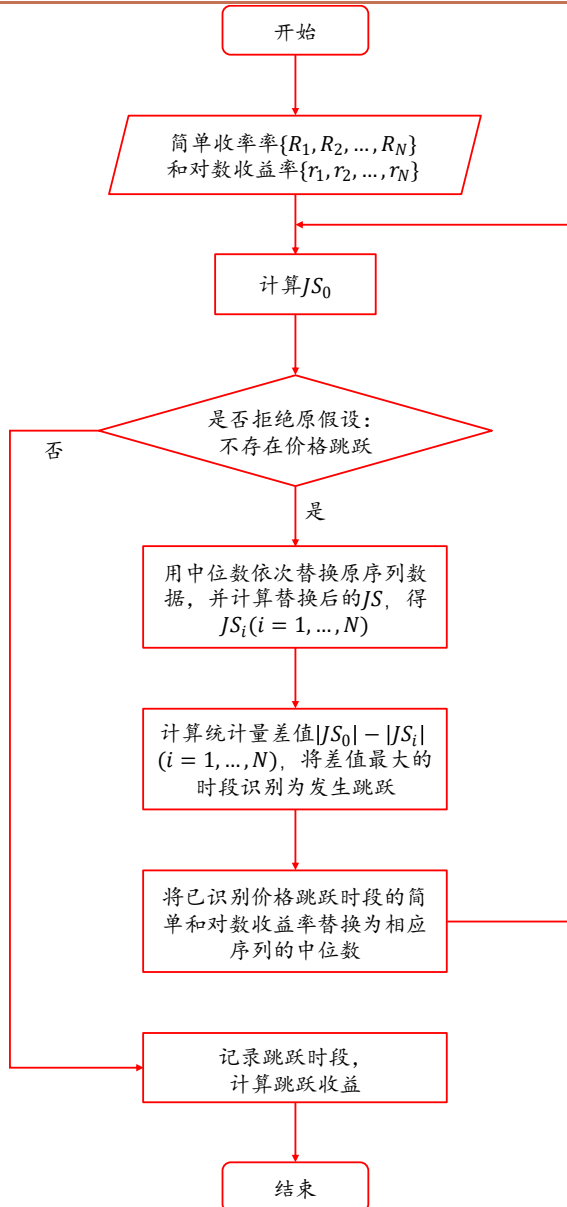 开始
简单收率率{R₁, R₂, ..., R_N}
和对数收益率{r₁, r₂, ..., r_N}
计算JS₀
是否拒绝原假设:
不存在价格跳跃
否
是
用中位数依次替换原序列数
据，并计算替换后的JS，得
JSᵢ(i = 1, ..., N)
计算统计量差值|JS₀| − |JSᵢ|
(i = 1, ..., N)，将差值最大的
时段识别为发生跳跃
将已识别价格跳跃时段的简
单和对数收益率替换为相应
序列的中位数
记录跳跃时段，
计算跳跃收益
结束